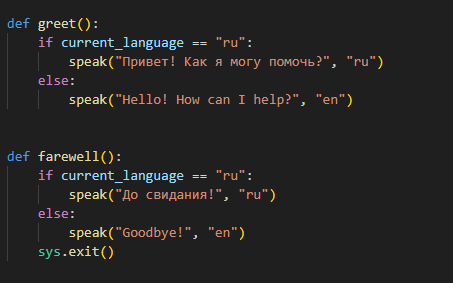 def greet():
    if current_language == "ru":
        speak("Привет! Как я могу помочь?", "ru")
    else:
        speak("Hello! How can I help?", "en")
def farewell():
    if current_language == "ru":
        speak("До свидания!", "ru")
    else:
        speak("Goodbye!", "en")
    sys.exit()